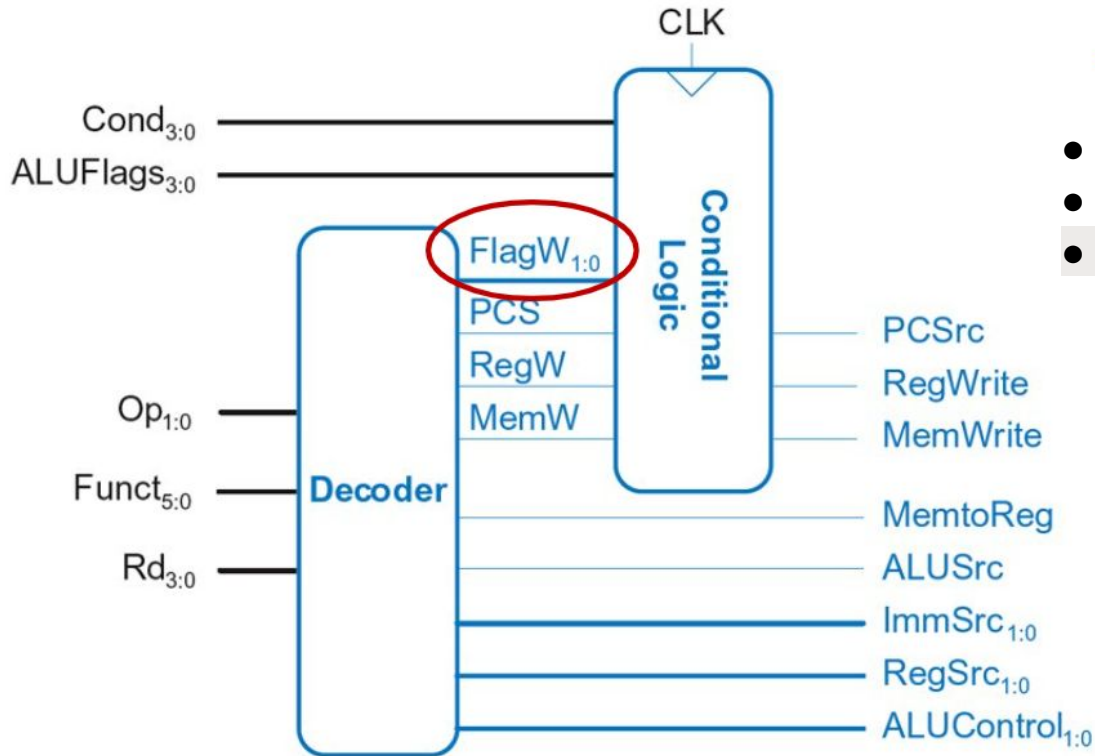 CLK
Cond3:0
ALUFlags3:0
FlagW1:0
PCS
RegW
MemW
Conditional
Logic
PCSrc
RegWrite
MemWrite
Op1:0
Funct5:0
Rd3:0
Decoder
MemtoReg
ALUSrc
ImmSrc1:0
RegSrc1:0
ALUControl1:0